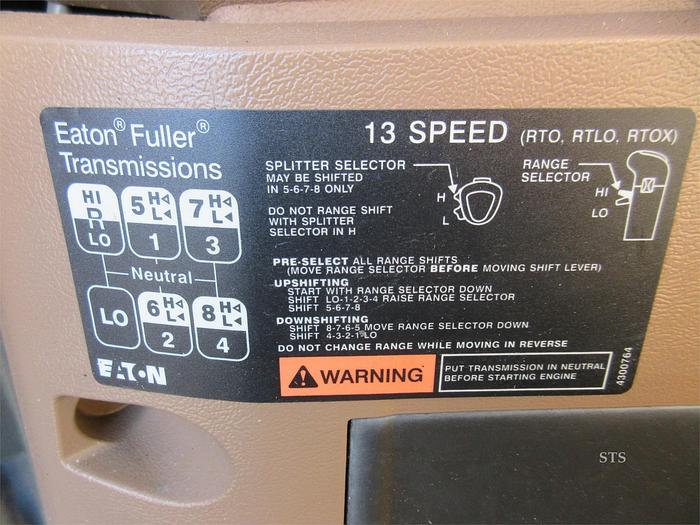 Eaton® Fuller®
Transmissions
13 SPEED (RTO, RTLO, RTOX)
HI
R
LO
5 H L
1
7 H L
3
Neutral
LO
6 H L
2
8 H L
4
EATON
SPLITTER SELECTOR
MAY BE SHIFTED
IN 5-6-7-8 ONLY
H
L
RANGE
SELECTOR
HI
LO
DO NOT RANGE SHIFT
WITH SPLITTER
SELECTOR IN H
PRE-SELECT ALL RANGE SHIFTS
(MOVE RANGE SELECTOR BEFORE MOVING SHIFT LEVER)
UPSHIFTING
START WITH RANGE SELECTOR DOWN
SHIFT LO-1-2-3-4 RAISE RANGE SELECTOR
SHIFT 5-6-7-8
DOWNSHIFTING
SHIFT 8-7-6-5 MOVE RANGE SELECTOR DOWN
SHIFT 4-3-2-1-LO
DO NOT CHANGE RANGE WHILE MOVING IN REVERSE
WARNING
PUT TRANSMISSION IN NEUTRAL
BEFORE STARTING ENGINE
4300764
STS